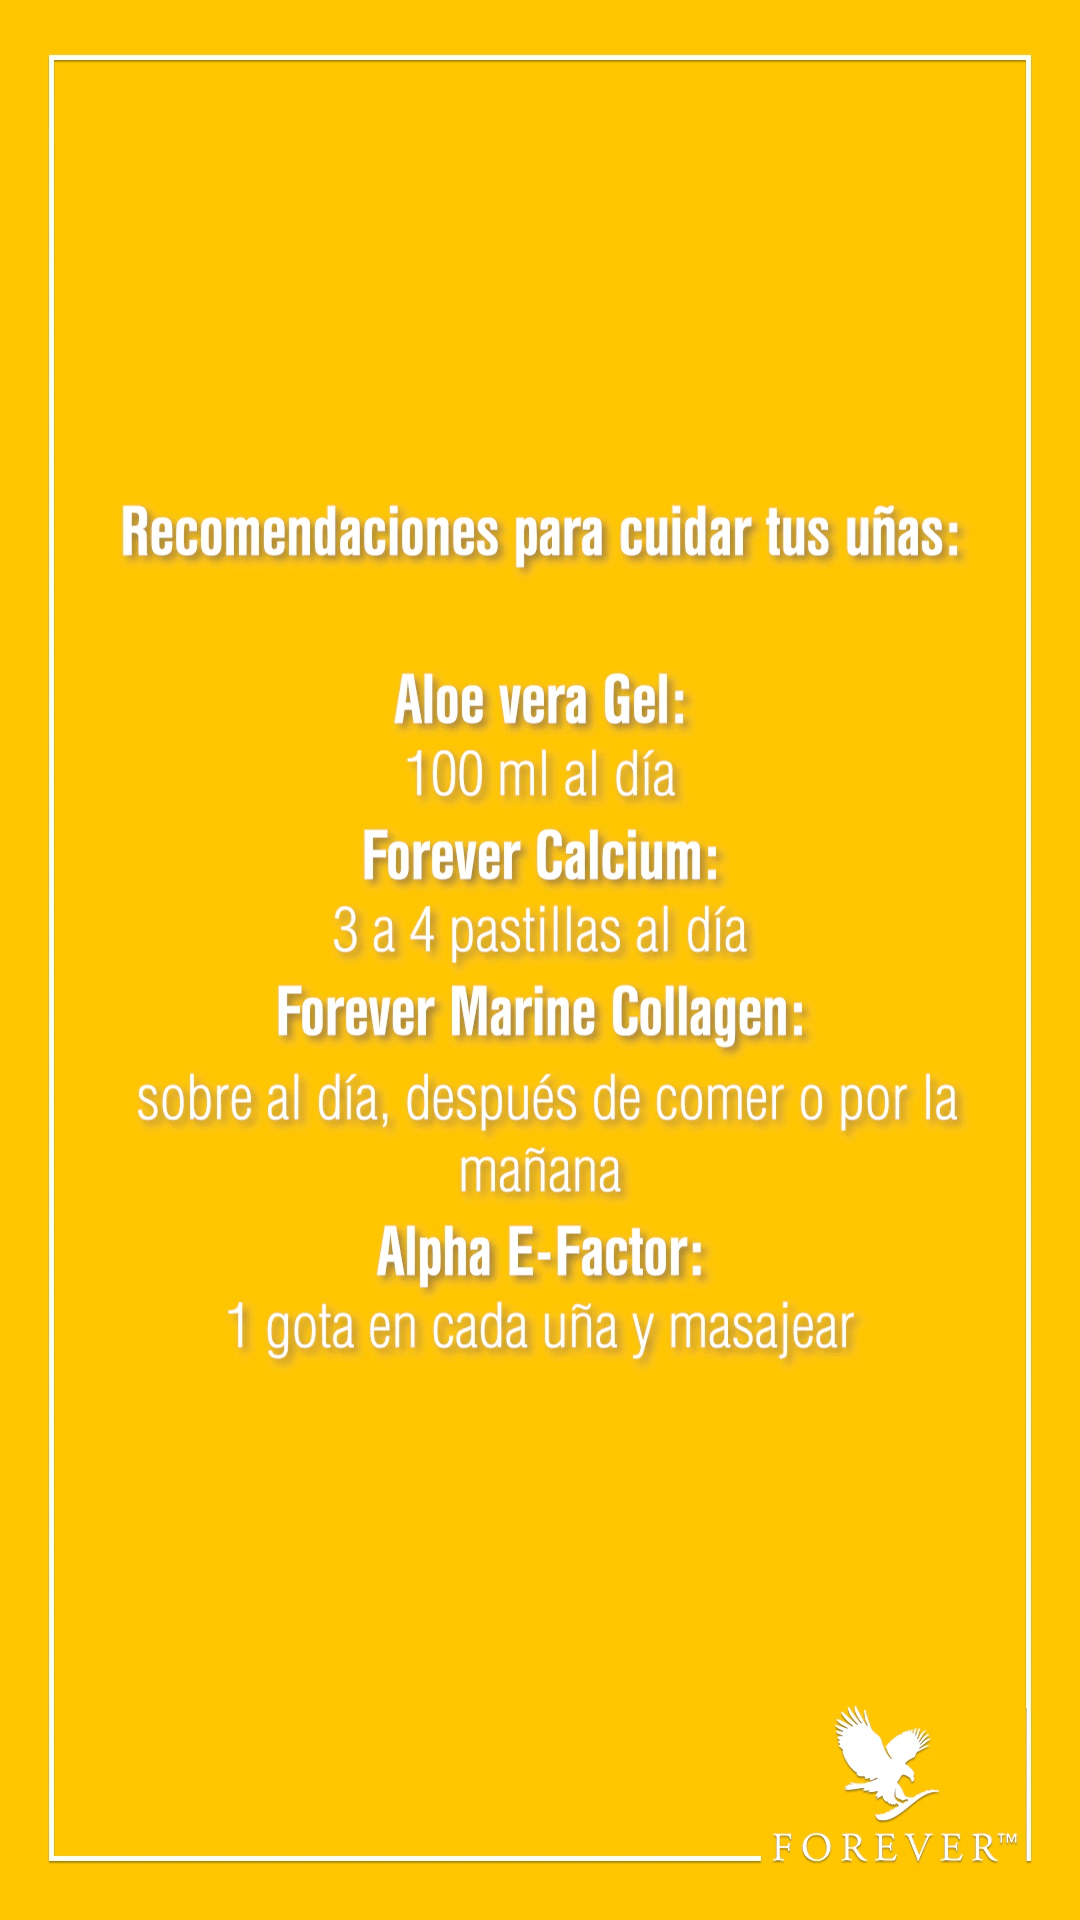 Recomendaciones para cuidar tus uñas:
Aloe vera Gel:
100 ml al día
Forever Calcium:
3 a 4 pastillas al día
Forever Marine Collagen:
sobre al día, después de comer o por la
mañana
Alpha E-Factor:
1 gota en cada uña y masajear
FOREVER™